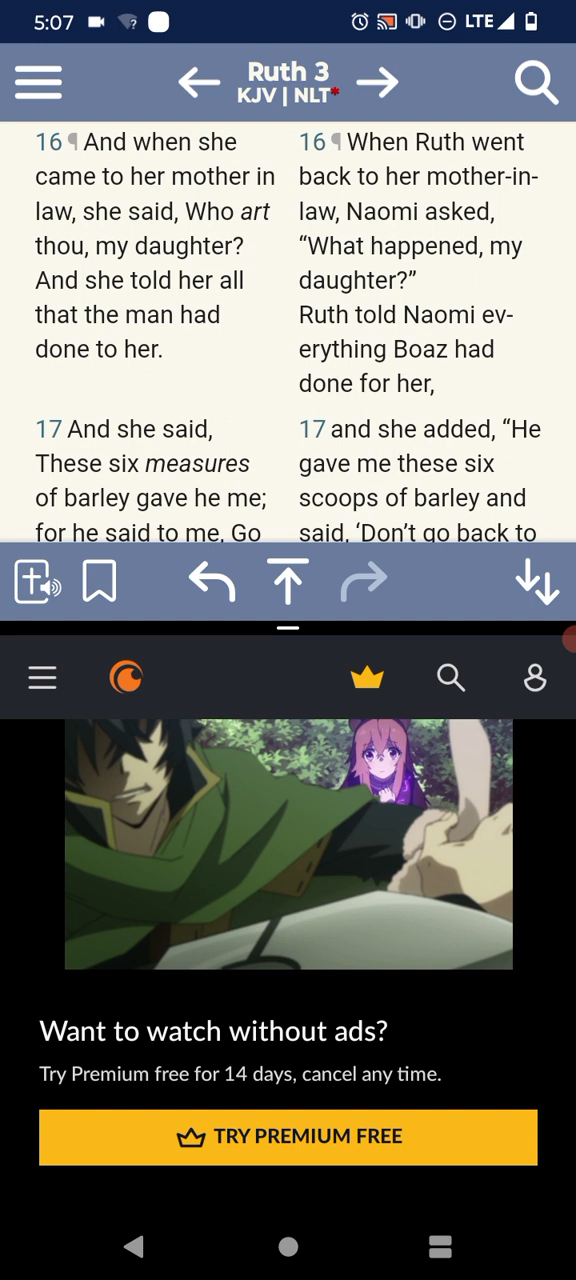 5:07
LTE
Ruth 3
KJV | NLT*
16 ¶ And when she
came to her mother in
law, she said, Who art
thou, my daughter?
And she told her all
that the man had
done to her.
17 And she said,
These six measures
of barley gave he me;
for he said to me, Go
16 ¶ When Ruth went
back to her mother-in-
law, Naomi asked,
“What happened, my
daughter?”
Ruth told Naomi ev-
erything Boaz had
done for her,
17 and she added, “He
gave me these six
scoops of barley and
said, ‘Don’t go back to
Want to watch without ads?
Try Premium free for 14 days, cancel any time.
TRY PREMIUM FREE